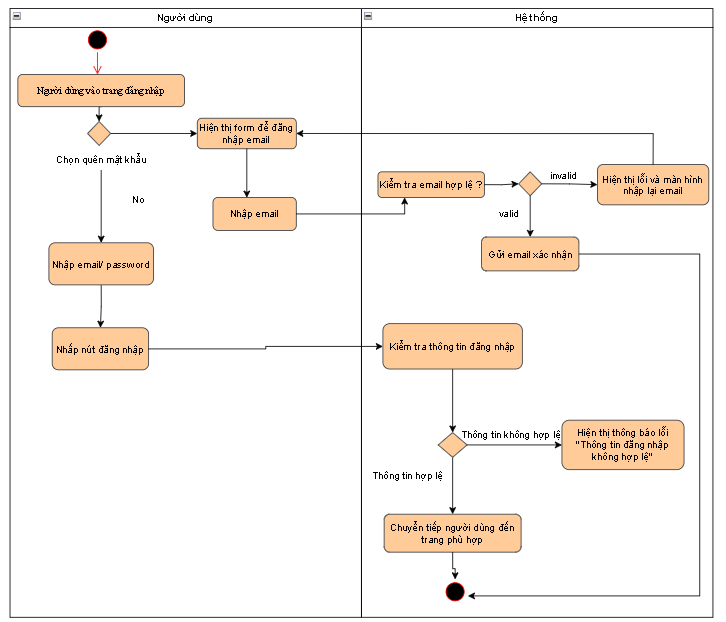 Người dùng
Hệ thống
Người dùng vào trang đăng nhập
Hiện thị form để đăng
nhập email
Chọn quên mật khẩu
No
Nhập email
Kiểm tra email hợp lệ ?
invalid
Hiện thị lỗi và màn hình
nhập lại email
valid
Gửi email xác nhận
Nhập email/ password
Nhấp nút đăng nhập
Kiểm tra thông tin đăng nhập
Thông tin không hợp lệ
Hiện thị thông báo lỗi
"Thông tin đăng nhập
không hợp lệ"
Thông tin hợp lệ
Chuyển tiếp người dùng đến
trang phù hợp